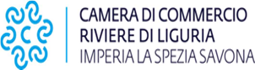 CAMERA DI COMMERCIO
RIVIERE DI LIGURIA
IMPERIA LA SPEZIA SAVONA